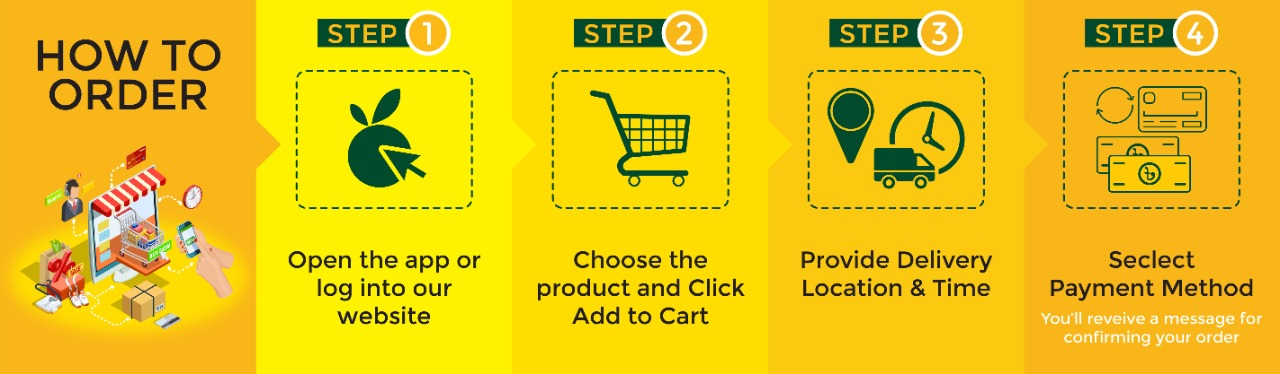 HOW TO
ORDER
STEP 1
Open the app or
log into our
website
STEP 2
Choose the
product and Click
Add to Cart
STEP 3
Provide Delivery
Location & Time
STEP 4
৳
৳
Seclect
Payment Method
You'll reveive a message for
confirming your order